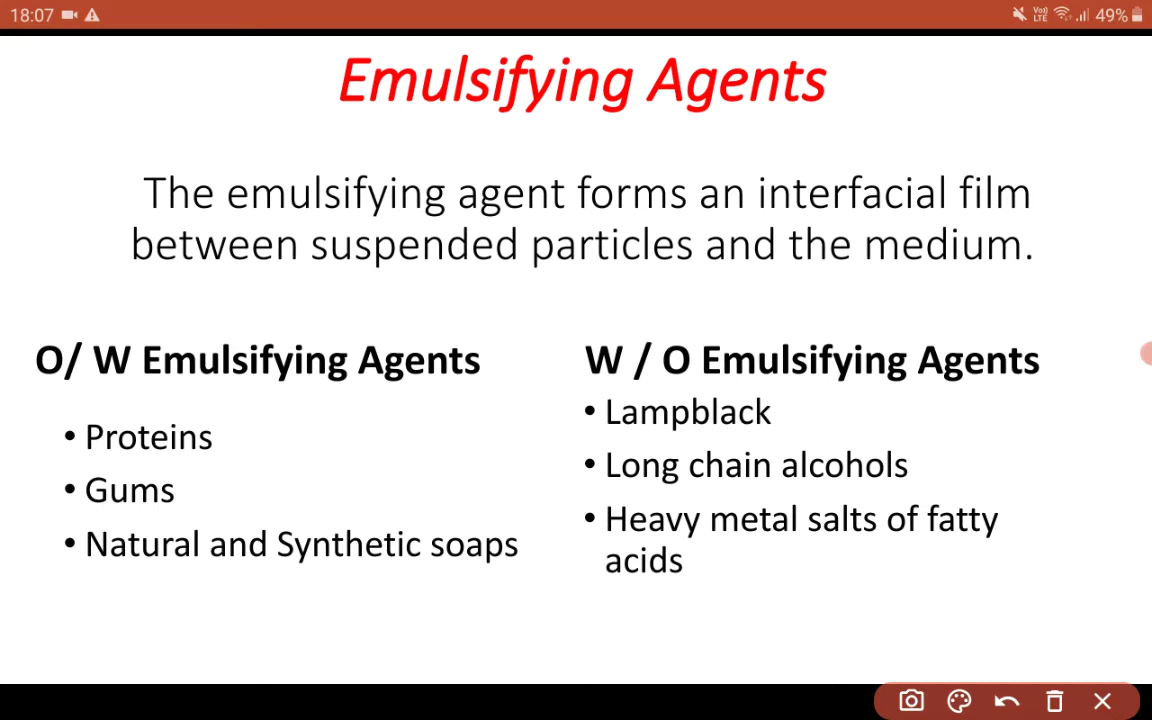 18:07
Vo) LTE 49%
Emulsifying Agents
The emulsifying agent forms an interfacial film
between suspended particles and the medium.
O/ W Emulsifying Agents
• Proteins
• Gums
• Natural and Synthetic soaps
W / O Emulsifying Agents
• Lampblack
• Long chain alcohols
• Heavy metal salts of fatty
acids